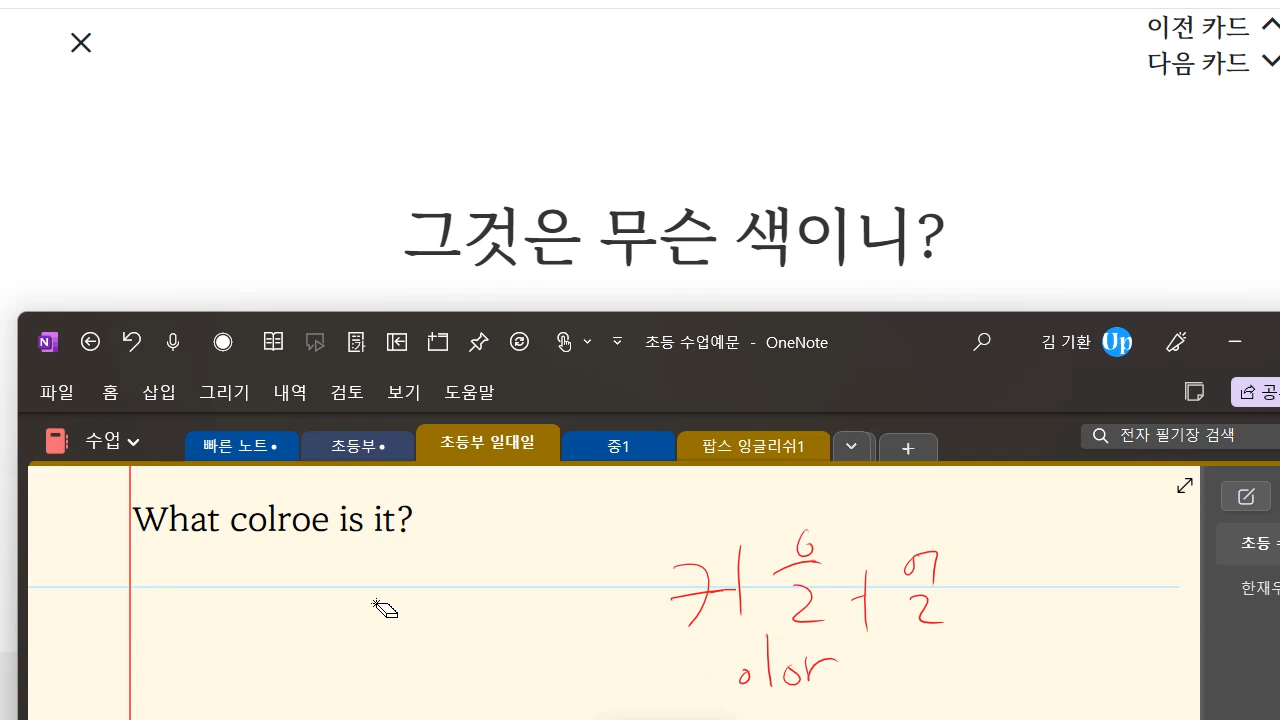 이전 카드
다음 카드
그것은 무슨 색이니?
초등 수업예문 - OneNote
김 기환
Up
파일 홈 삽입 그리기 내역 검토 보기 도움말
공
수업
빠른 노트• 초등부• 초등부 일대일 중1 팝스 잉글리쉬1
전자 필기장 검색
What colroe is it?
초등
한재우
olor